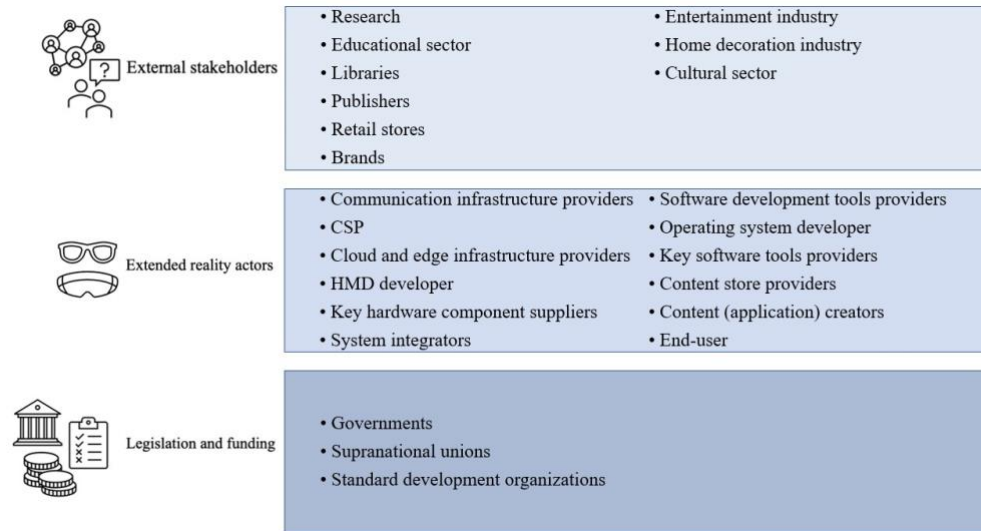 External stakeholders
• Research
• Educational sector
• Libraries
• Publishers
• Retail stores
• Brands
• Entertainment industry
• Home decoration industry
• Cultural sector
Extended reality actors
• Communication infrastructure providers
• CSP
• Cloud and edge infrastructure providers
• HMD developer
• Key hardware component suppliers
• System integrators
• Software development tools providers
• Operating system developer
• Key software tools providers
• Content store providers
• Content (application) creators
• End-user
Legislation and funding
• Governments
• Supranational unions
• Standard development organizations